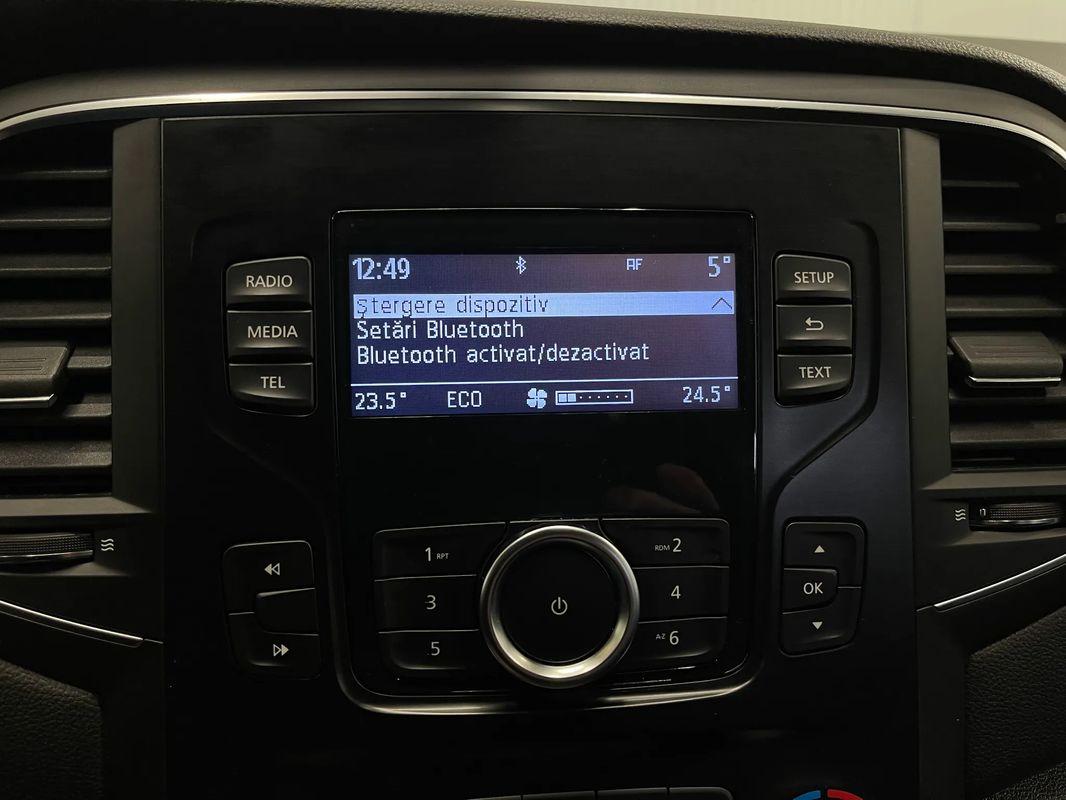 12:49 AF 5°
Ștergere dispozitiv
Setări Bluetooth
Bluetooth activat/dezactivat
23.5° ECO 24.5°
RADIO
MEDIA
TEL
SETUP
TEXT
1 RPT
RDM 2
3
4
5
A-Z 6
OK